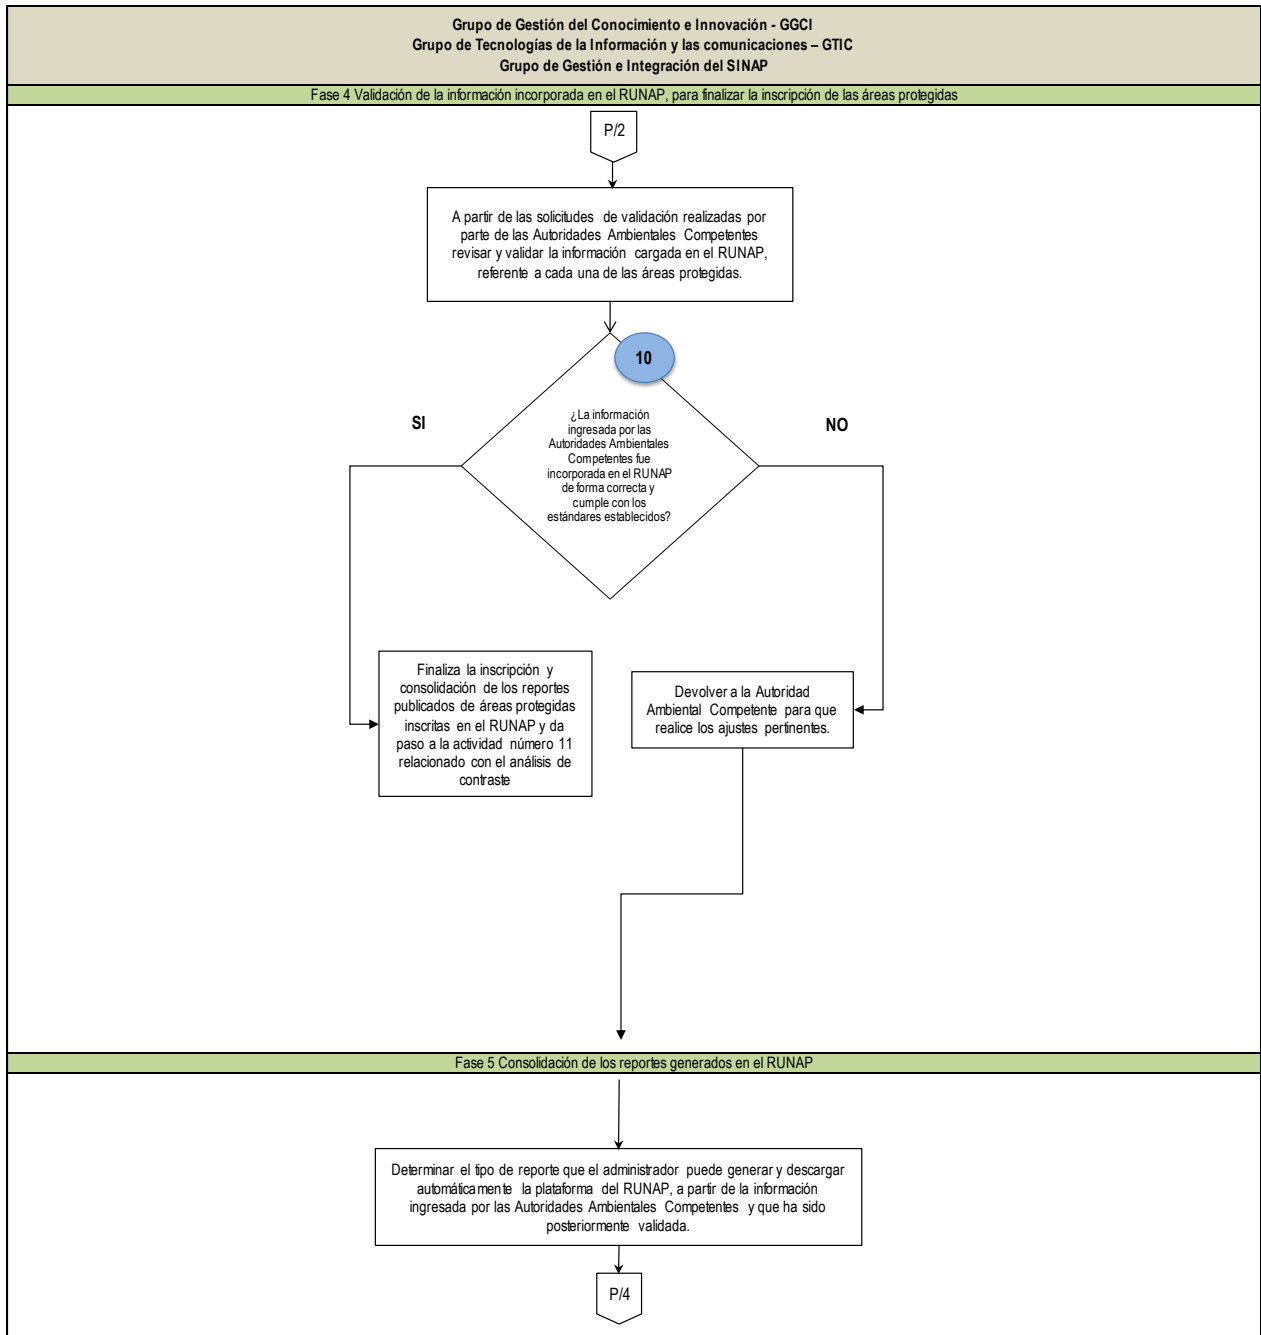 Grupo de Gestión del Conocimiento e Innovación - GGCI
Grupo de Tecnologías de la Información y las comunicaciones – GTIC
Grupo de Gestión e Integración del SINAP
Fase 4 Validación de la información incorporada en el RUNAP, para finalizar la inscripción de las áreas protegidas
P/2
A partir de las solicitudes de validación realizadas por
parte de las Autoridades Ambientales Competentes
revisar y validar la información cargada en el RUNAP,
referente a cada una de las áreas protegidas.
10
SI
NO
¿La información
ingresada por las
Autoridades Ambientales
Competentes fue
incorporada en el RUNAP
de forma correcta y
cumple con los
estándares establecidos?
Finaliza la inscripción y
consolidación de los reportes
publicados de áreas protegidas
inscritas en el RUNAP y da
paso a la actividad número 11
relacionado con el análisis de
contraste
Devolver a la Autoridad
Ambiental Competente para que
realice los ajustes pertinentes.
Fase 5 Consolidación de los reportes generados en el RUNAP
Determinar el tipo de reporte que el administrador puede generar y descargar
automáticamente la plataforma del RUNAP, a partir de la información
ingresada por las Autoridades Ambientales Competentes y que ha sido
posteriormente validada.
P/4